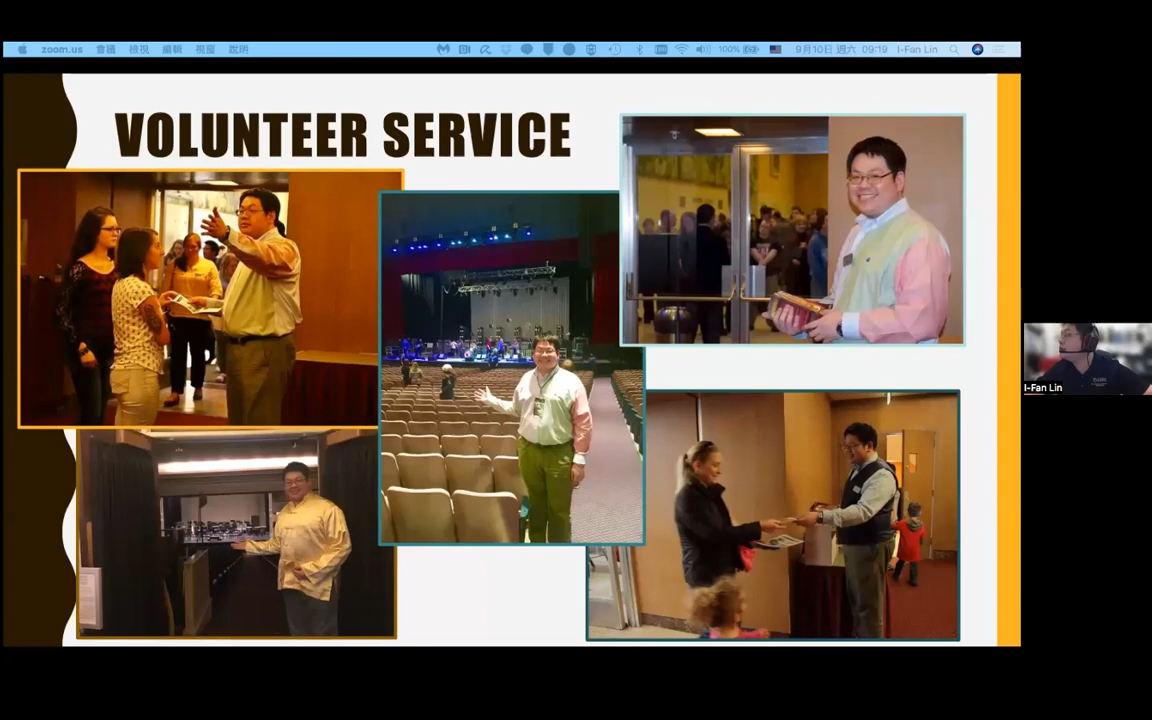 zoom.us 會議 檢視 編輯 視窗 說明 100% 9月10日 週六 09:19 I-Fan Lin
VOLUNTEER SERVICE
I-Fan Lin